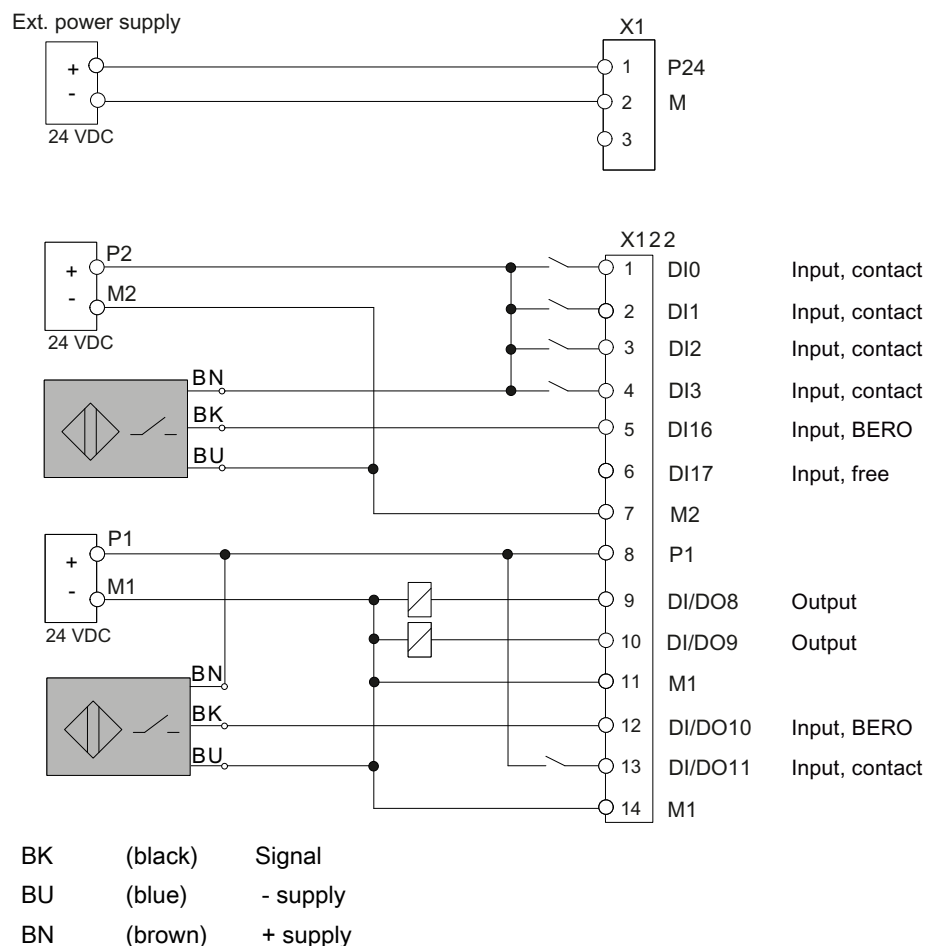 Ext. power supply
X1
+
1 P24
-
2 M
24 VDC
3
X122
P2
+
1 DI0 Input, contact
-
M2
2 DI1 Input, contact
24 VDC
3 DI2 Input, contact
BN
4 DI3 Input, contact
BK
5 DI16 Input, BERO
BU
6 DI17 Input, free
7 M2
P1
+
8 P1
-
M1
9 DI/DO8 Output
24 VDC
10 DI/DO9 Output
BN
11 M1
BK
12 DI/DO10 Input, BERO
BU
13 DI/DO11 Input, contact
14 M1
BK (black) Signal
BU (blue) - supply
BN (brown) + supply